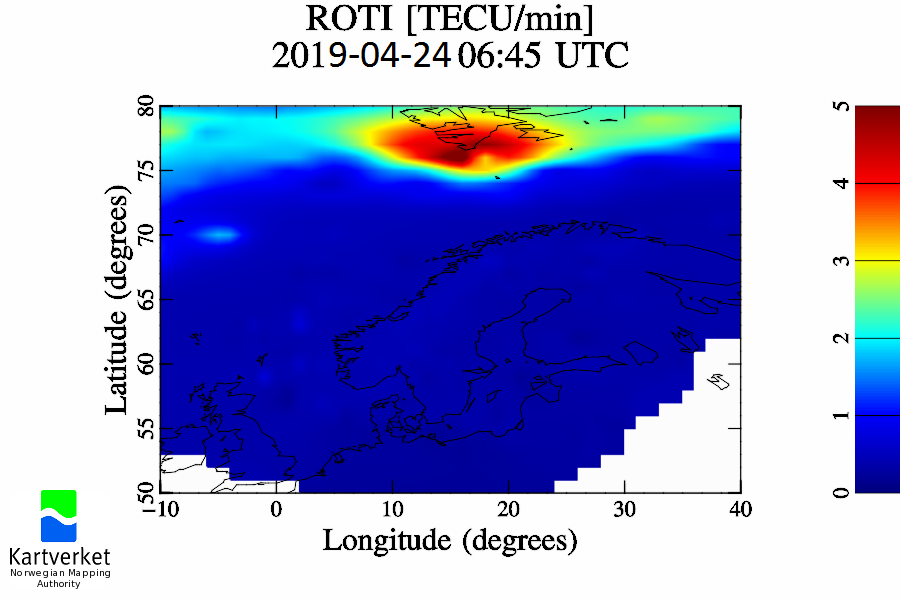 ROTI [TECU/min]
2019-04-24 06:45 UTC
80
75
70
65
60
55
50
Latitude (degrees)
−10
0
10
20
30
40
Longitude (degrees)
5
4
3
2
1
0
Kartverket
Norwegian Mapping
Authority